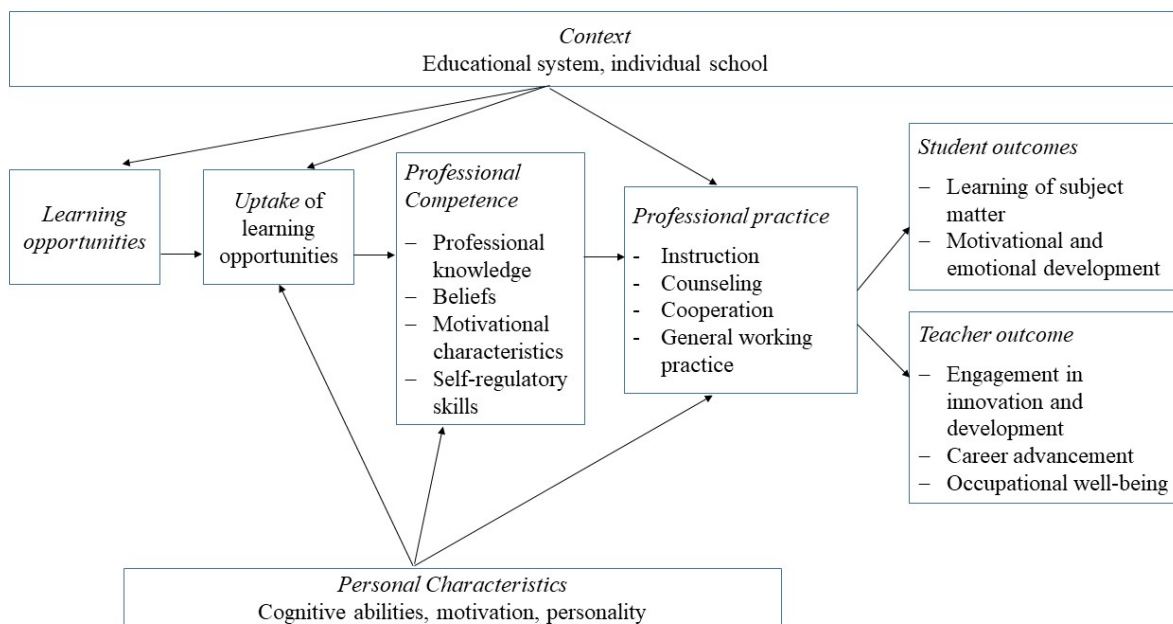 Context
Educational system, individual school
Learning
opportunities
Uptake of
learning
opportunities
Professional
Competence
– Professional
knowledge
– Beliefs
– Motivational
characteristics
– Self-regulatory
skills
Professional practice
- Instruction
- Counseling
- Cooperation
- General working
practice
Student outcomes
– Learning of subject
matter
– Motivational and
emotional development
Teacher outcome
– Engagement in
innovation and
development
– Career advancement
– Occupational well-being
Personal Characteristics
Cognitive abilities, motivation, personality